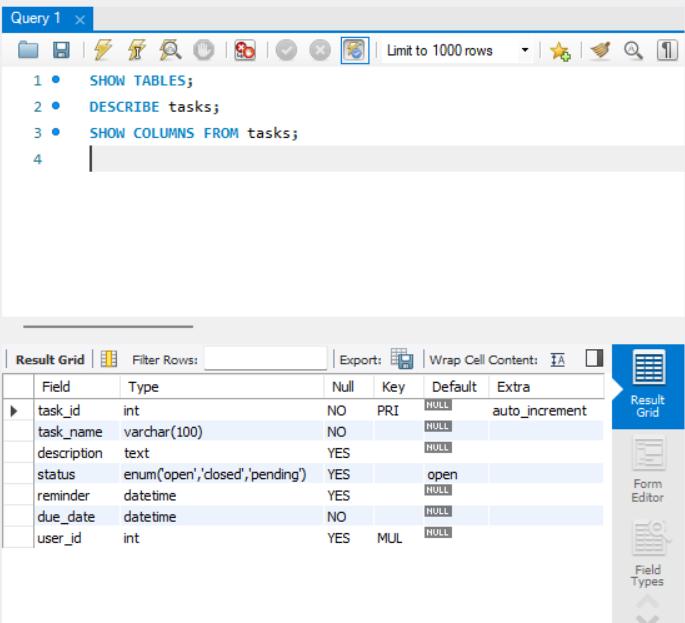 Query 1
Limit to 1000 rows
1 SHOW TABLES;
2 DESCRIBE tasks;
3 SHOW COLUMNS FROM tasks;
4
Result Grid Filter Rows: Export: Wrap Cell Content: IA
Field Type Null Key Default Extra
task_id int NO PRI NULL auto_increment
task_name varchar(100) NO NULL
description text YES NULL
status enum('open','closed','pending') YES open
reminder datetime YES NULL
due_date datetime NO NULL
user_id int YES MUL NULL
Result
Grid
Form
Editor
Field
Types